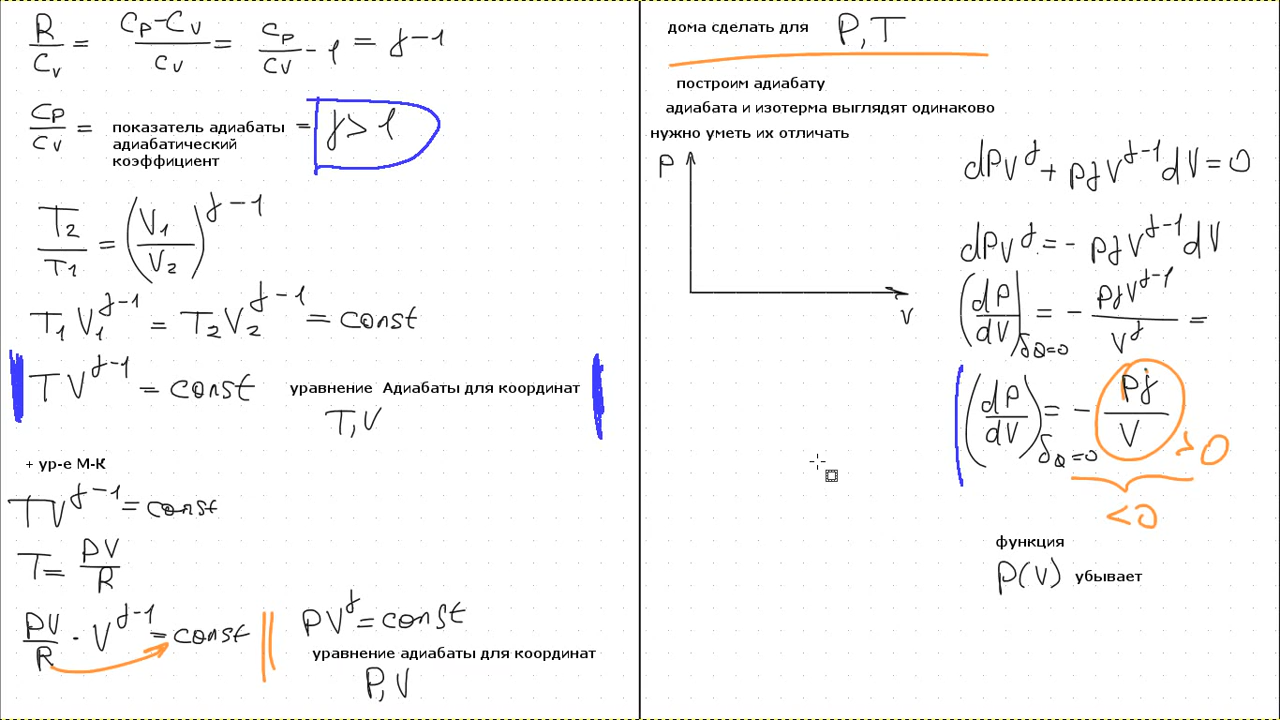 R/Cv = (Cp-Cv)/Cv = Cp/Cv - 1 = γ-1
Cp/Cv = показатель адиабаты адиабатический коэффициент = γ > 1
T2/T1 = (V1/V2)^γ-1
T1 V1^γ-1 = T2 V2^γ-1 = const
TV^γ-1 = const уравнение Адиабаты для координат
T, V
+ ур-е М-К
TV^γ-1 = const
T = PV/R
PV/R · V^γ-1 = const
PV^γ = const
уравнение адиабаты для координат
P, V
дома сделать для P, T
построим адиабату
адиабата и изотерма выглядят одинаково
нужно уметь их отличать
P
V
dPV^γ + PγV^γ-1 dV = 0
dPV^γ = - PγV^γ-1 dV
(dP/dV)δQ=0 = - PγV^γ-1/V^γ =
(dP/dV)δQ=0 = - Pγ/V
>0
<0
функция
P(V) убывает